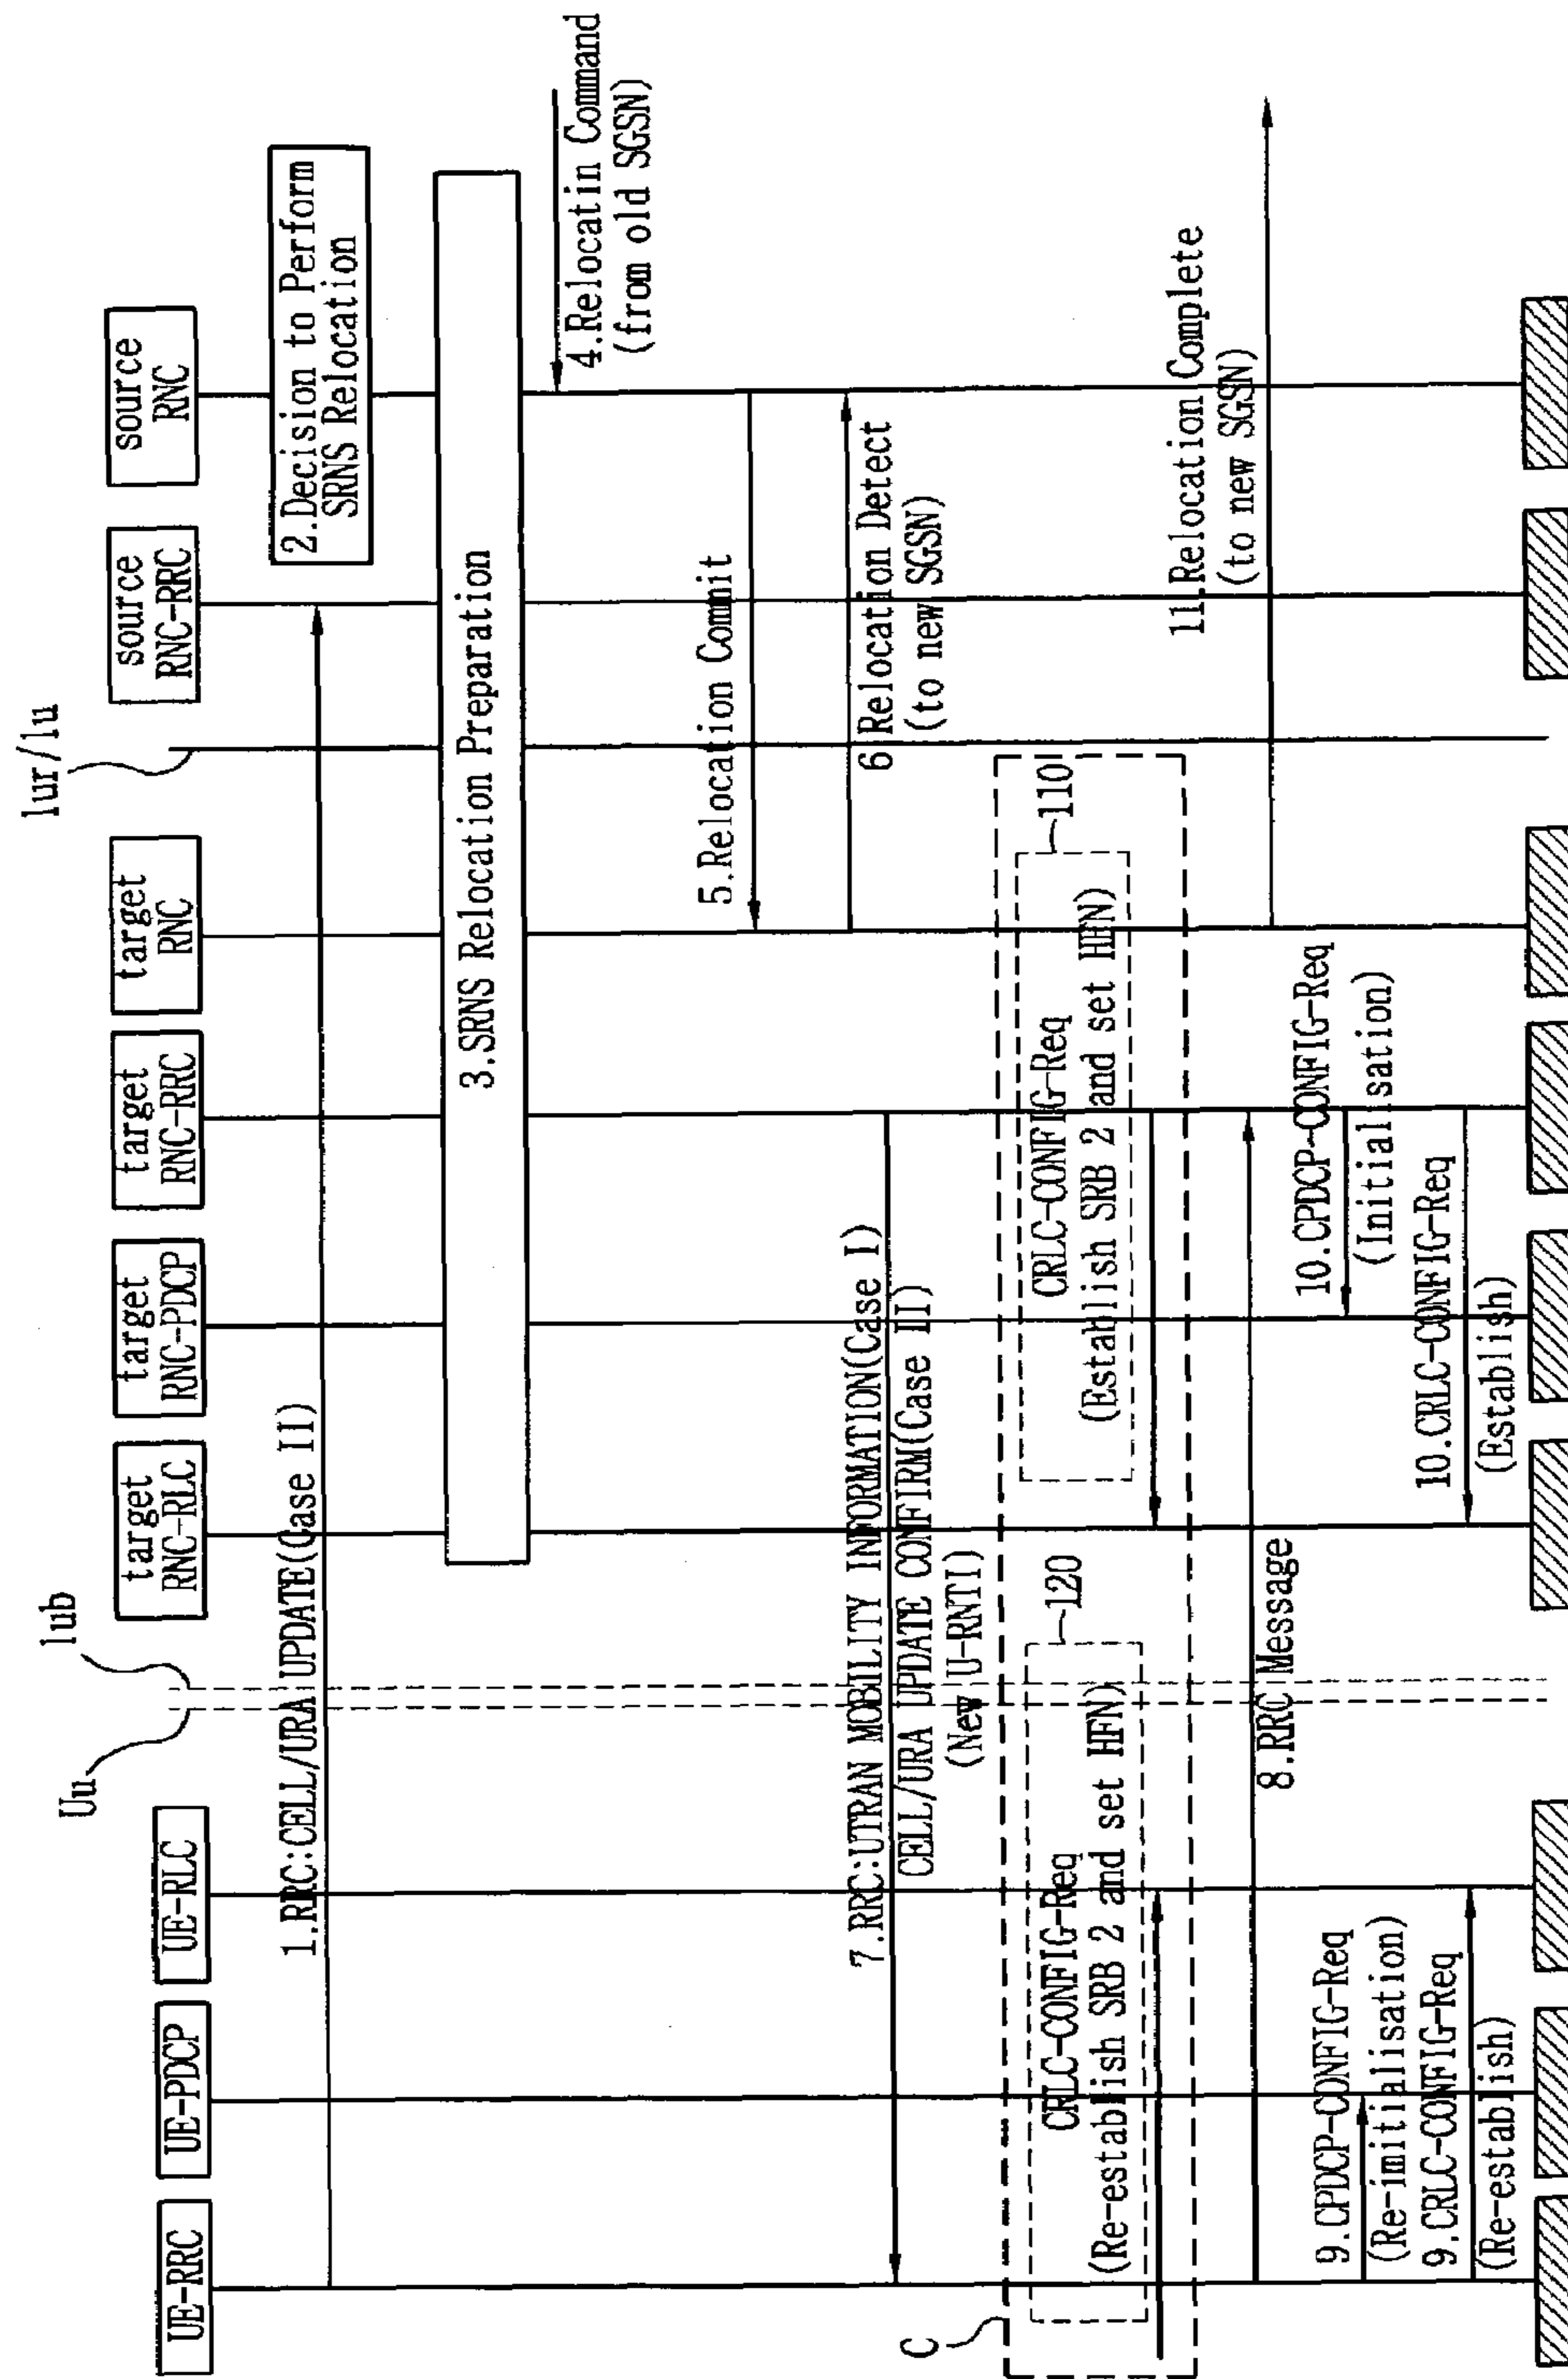 UE-RRC
UE-PDCP
UE-RLC
Uu
lub
target
RNC-RLC
target
RNC-PDCP
target
RNC-RRC
target
RNC
lur/lu
source
RNC-RRC
source
RNC
1.RRC:CELL/URA UPDATE(Case II)
2.Decision to Perform
SRNS Relocation
3.SRNS Relocation Preparation
4.Relocatin Command
(from old SGSN)
5.Relocation Commit
6 Relocation Detect
(to new SGSN)
7.RRC:UTRAN MOBILITY INFORMATION(Case I)
CELL/URA UPDATE CONFIRM(Case II)
(New U-RNTI)
C
120
CRLC-CONFIG-Req
(Re-establish SRB 2 and set HFN)
110
CRLC-CONFIG-Req
(Establish SRB 2 and set HFN)
8.RRC Message
11.Relocation Complete
(to new SGSN)
9.CPDCP-CONFIG-Req
(Re-imitialisation)
9.CRLC-CONFIG-Req
(Re-establish)
10.CPDCP-CONFIG-Req
(Initialisation)
10.CRLC-CONFIG-Req
(Establish)